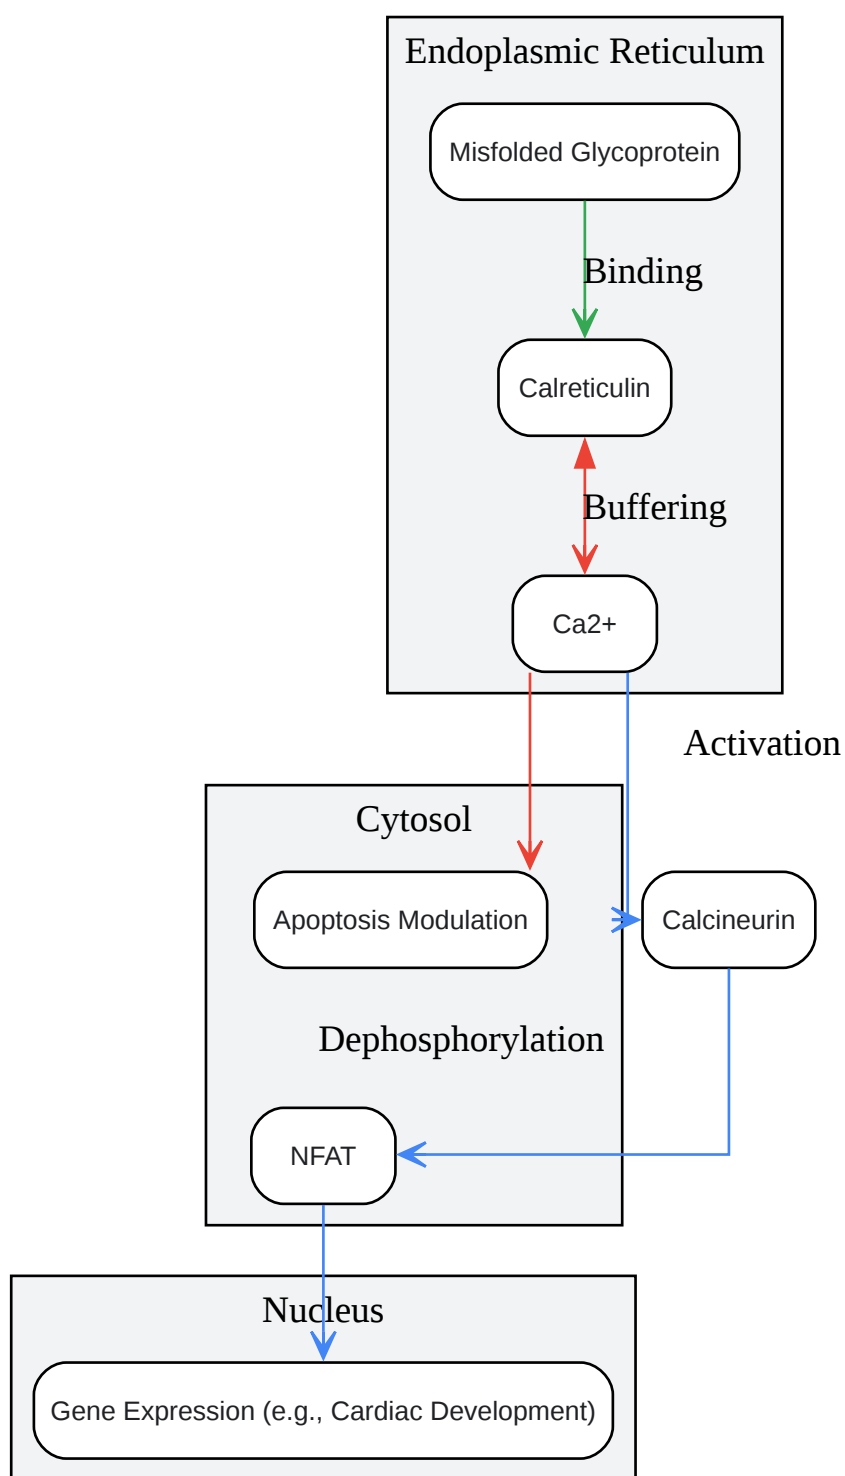 Endoplasmic Reticulum
Misfolded Glycoprotein
Binding
Calreticulin
Buffering
Ca2+
Activation
Cytosol
Apoptosis Modulation
Calcineurin
Dephosphorylation
NFAT
Nucleus
Gene Expression (e.g., Cardiac Development)